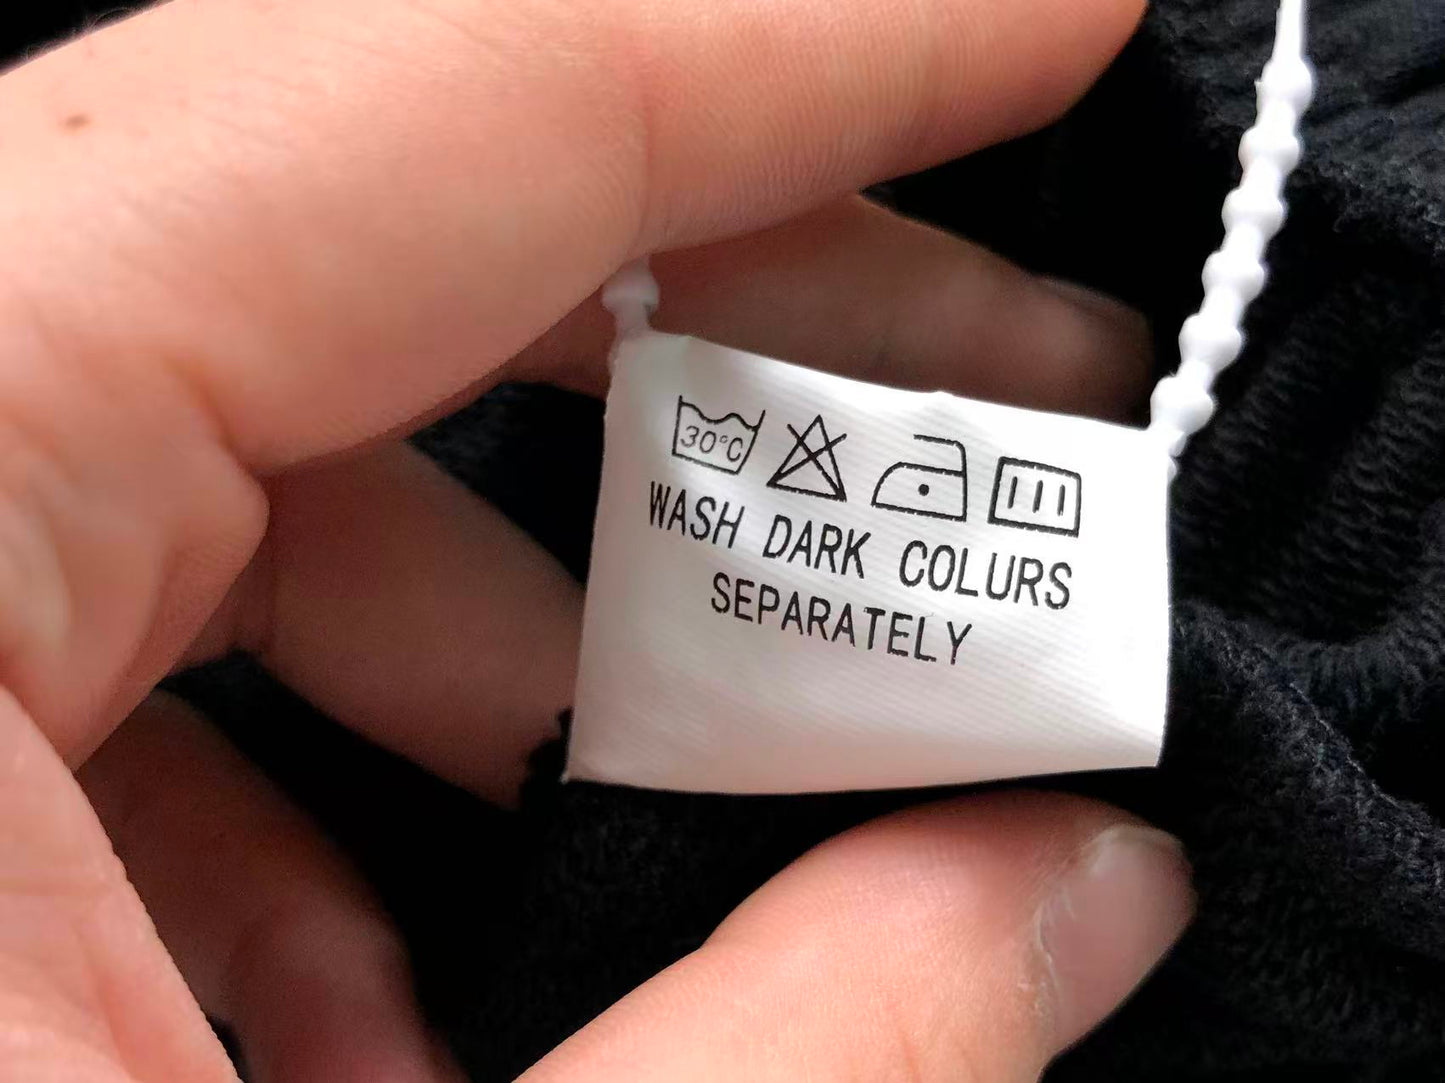 30°C
WASH DARK COLURS
SEPARATELY